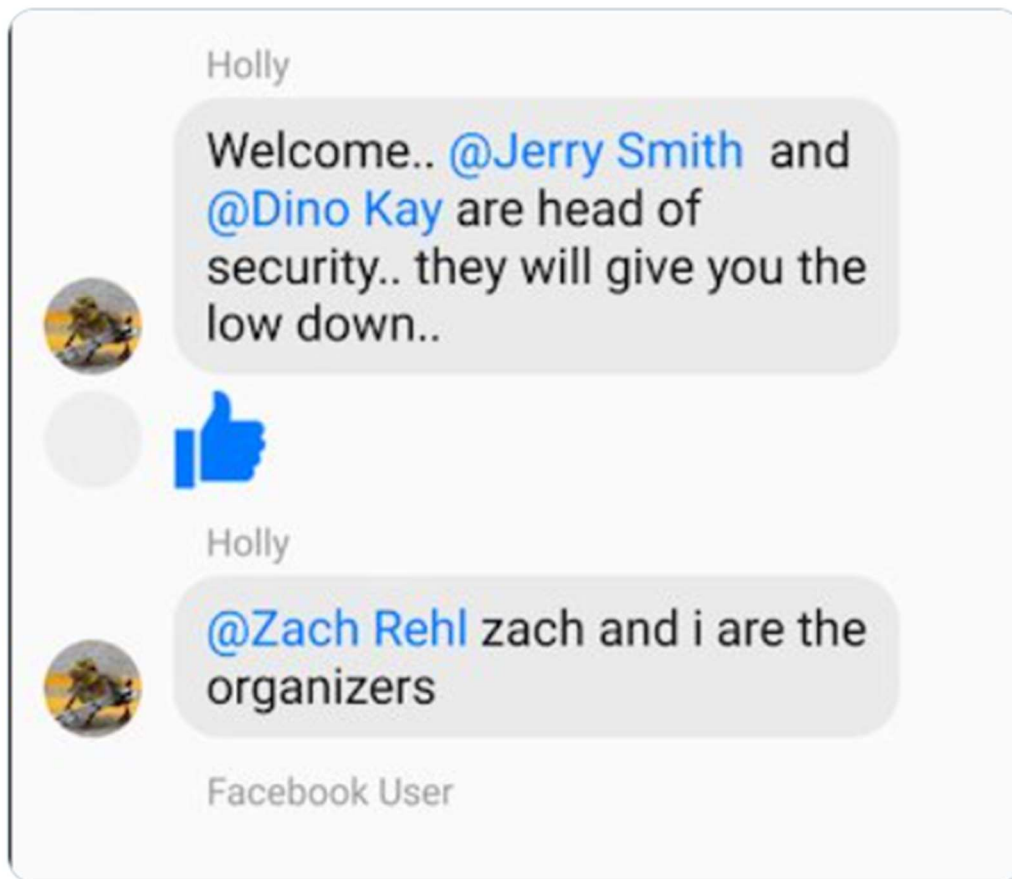 Holly
Welcome.. @Jerry Smith and
@Dino Kay are head of
security.. they will give you the
low down..
Holly
@Zach Rehl zach and i are the
organizers
Facebook User